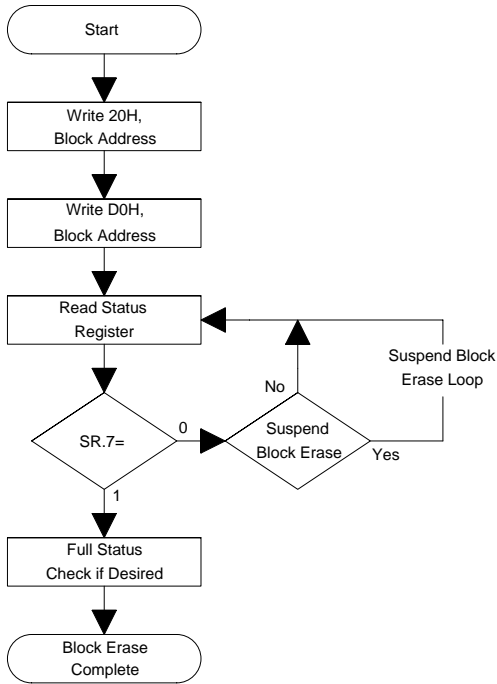 Start
Write 20H,
Block Address
Write D0H,
Block Address
Read Status
Register
Suspend Block
Erase Loop
No
SR.7=
0
Suspend
Block Erase
Yes
1
Full Status
Check if Desired
Block Erase
Complete